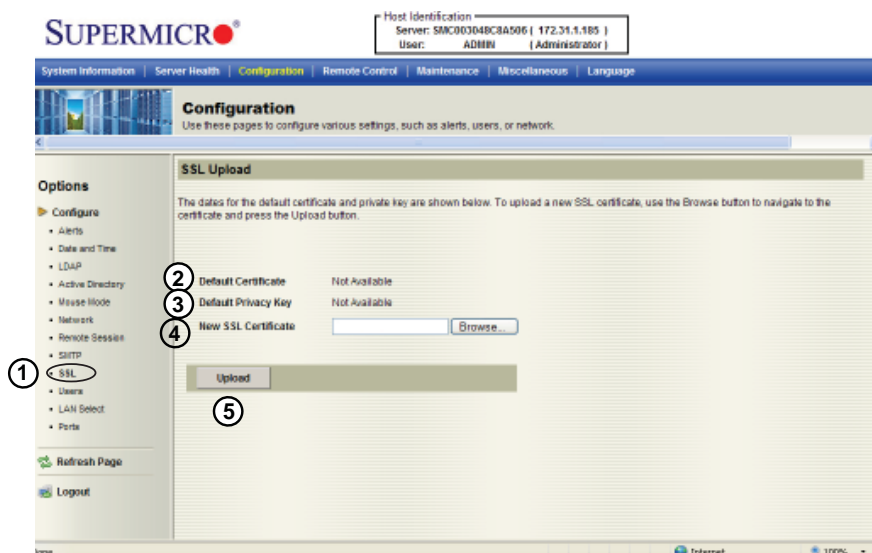 SUPERMICRO
Host Identification
Server: SMC003048C8A506 ( 172.31.1.185 )
User: ADMIN ( Administrator )
System Information | Server Health | Configuration | Remote Control | Maintenance | Miscellaneous | Language
Configuration
Use these pages to configure various settings, such as alerts, users, or network.
Options
Configure
Alerts
Date and Time
LDAP
Active Directory
Mouse Mode
Network
Remote Session
SMTP
1 SSL
Users
LAN Select
Ports
Refresh Page
Logout
SSL Upload
The dates for the default certificate and private key are shown below. To upload a new SSL certificate, use the Browse button to navigate to the
certificate and press the Upload button.
2 Default Certificate Not Available
3 Default Privacy Key Not Available
4 New SSL Certificate Browse...
Upload
5
Internet 100%